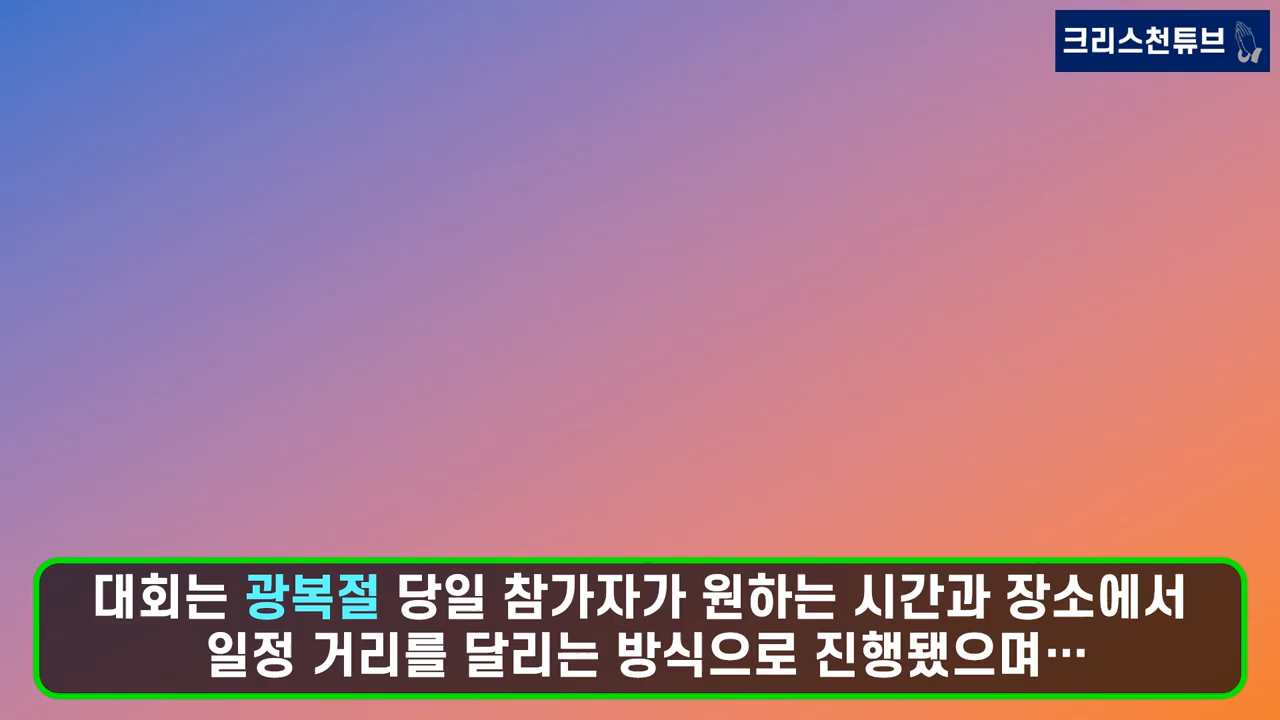 크리스천튜브
대회는 광복절 당일 참가자가 원하는 시간과 장소에서
일정 거리를 달리는 방식으로 진행됐으며…